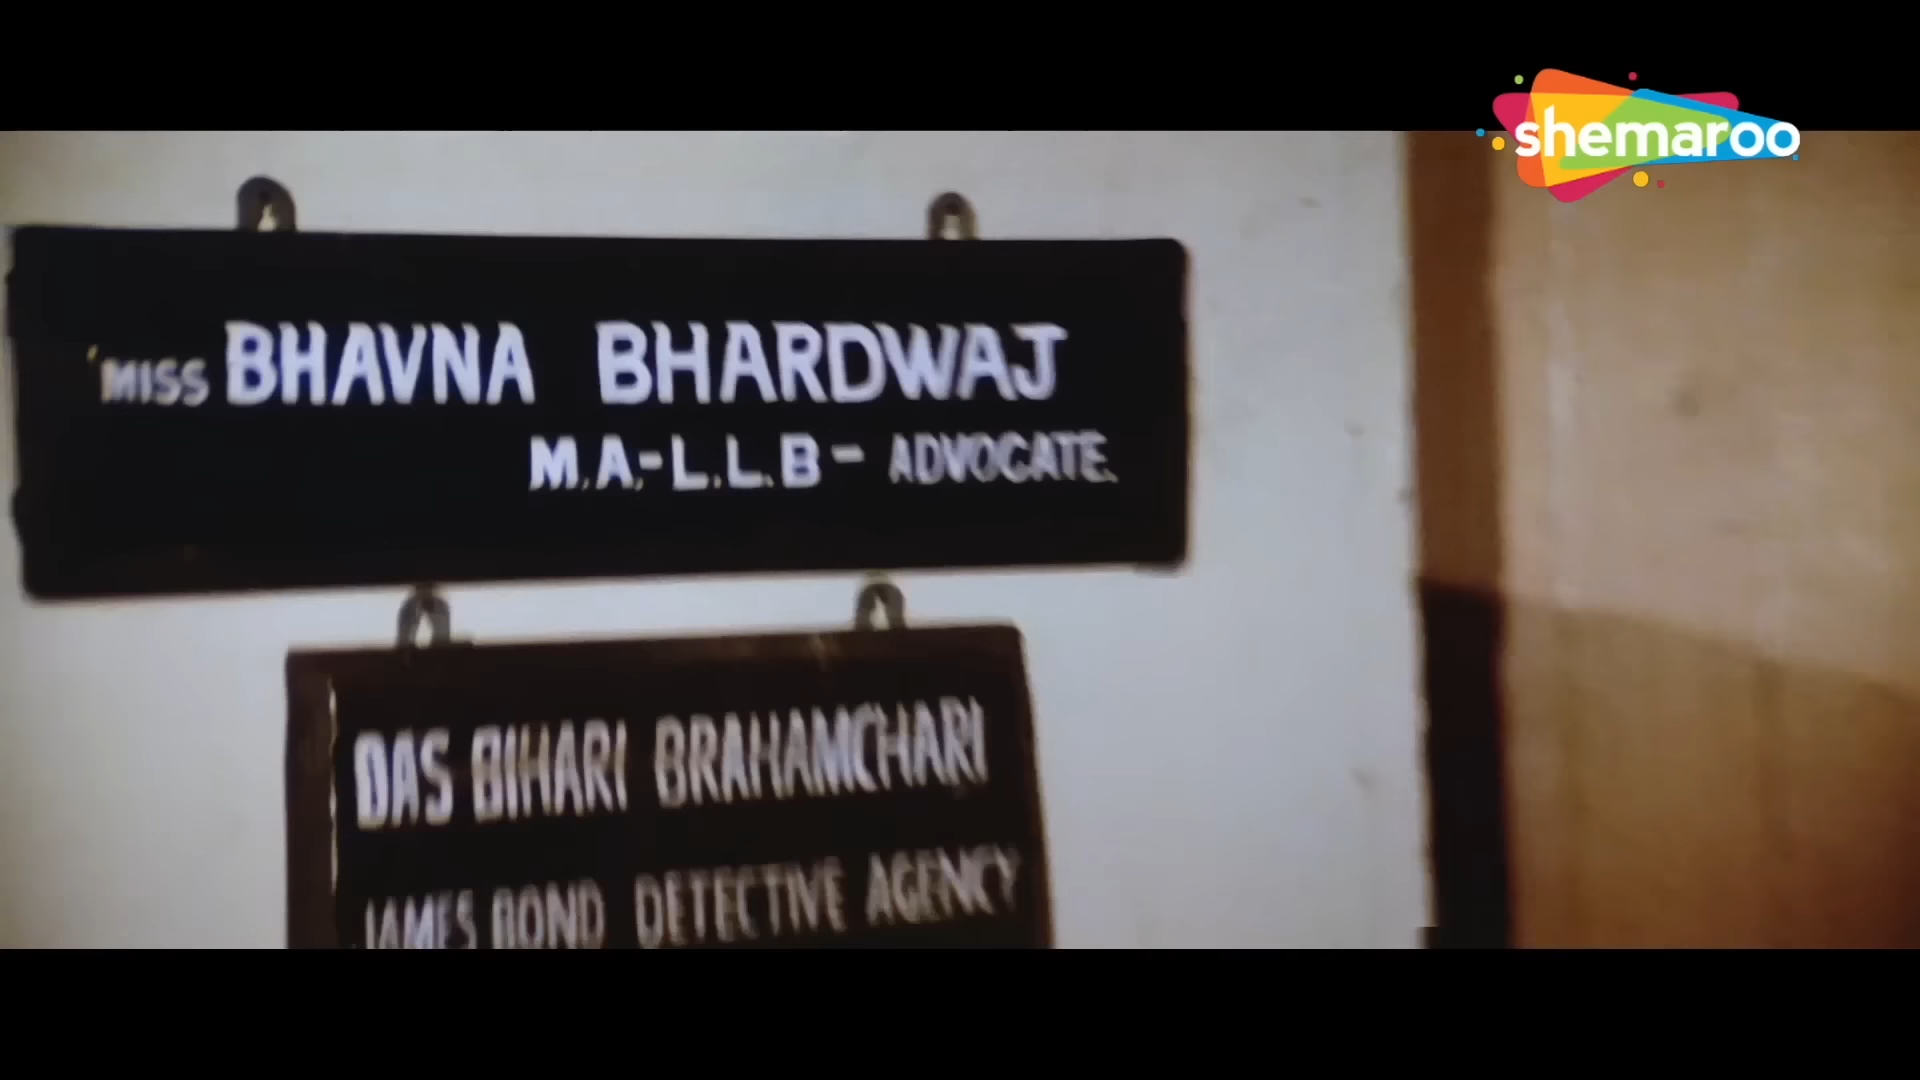 shemaroo
MISS BHAVNA BHARDWAJ
M.A.-L.L.B - ADVOCATE.
DAS BIHARI BRAHAMCHARI
JAMES BOND DETECTIVE AGENCY